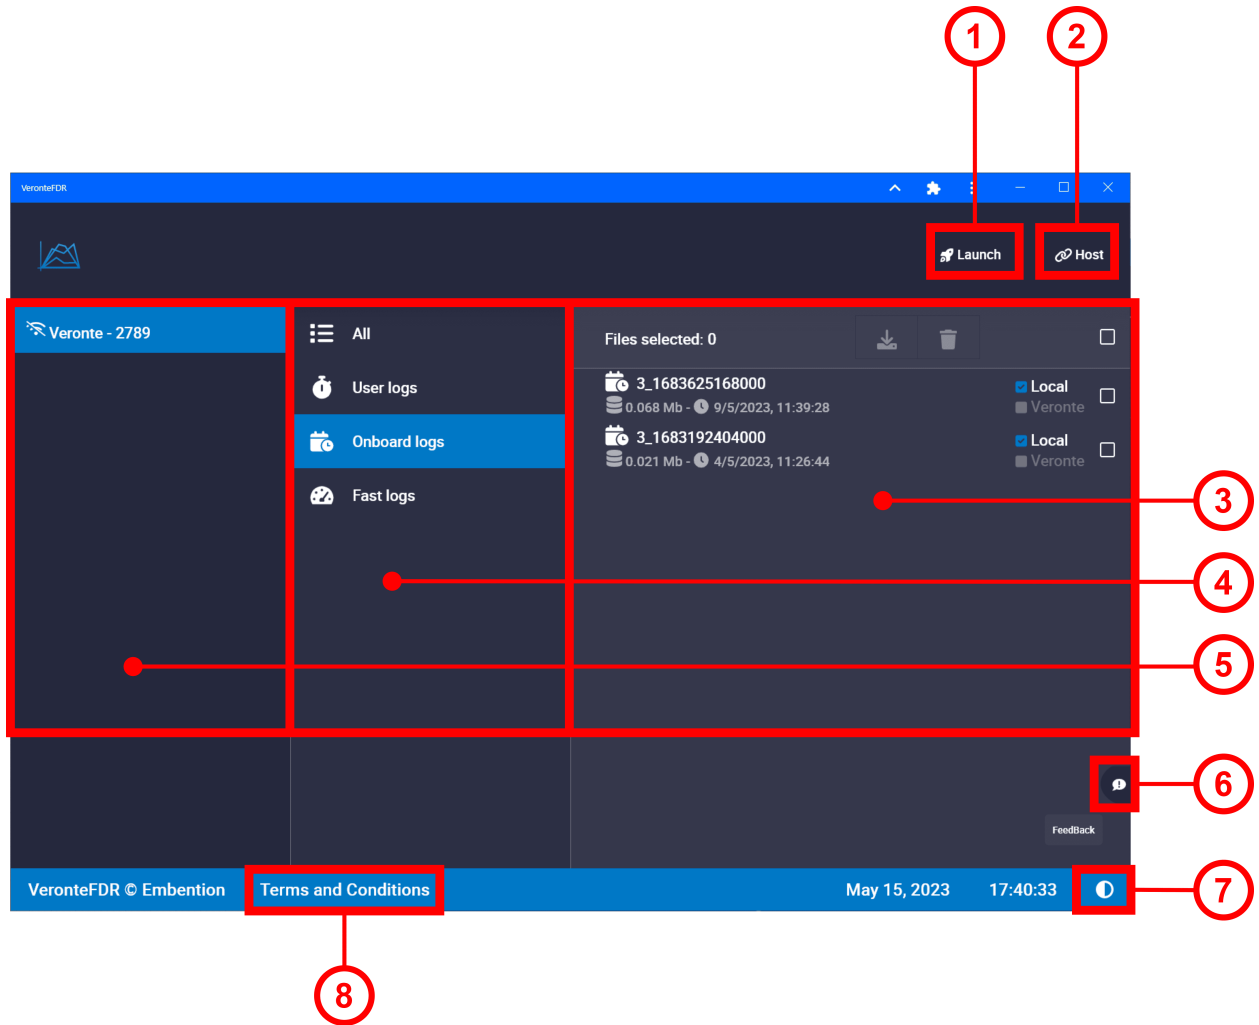 1
2
VeronteFDR
Launch
Host
Veronte - 2789
All
User logs
Onboard logs
Fast logs
Files selected: 0
3_1683625168000
0.068 Mb - 9/5/2023, 11:39:28
Local
Veronte
3_1683192404000
0.021 Mb - 4/5/2023, 11:26:44
Local
Veronte
3
4
5
6
FeedBack
VeronteFDR © Embention
Terms and Conditions
May 15, 2023
17:40:33
7
8